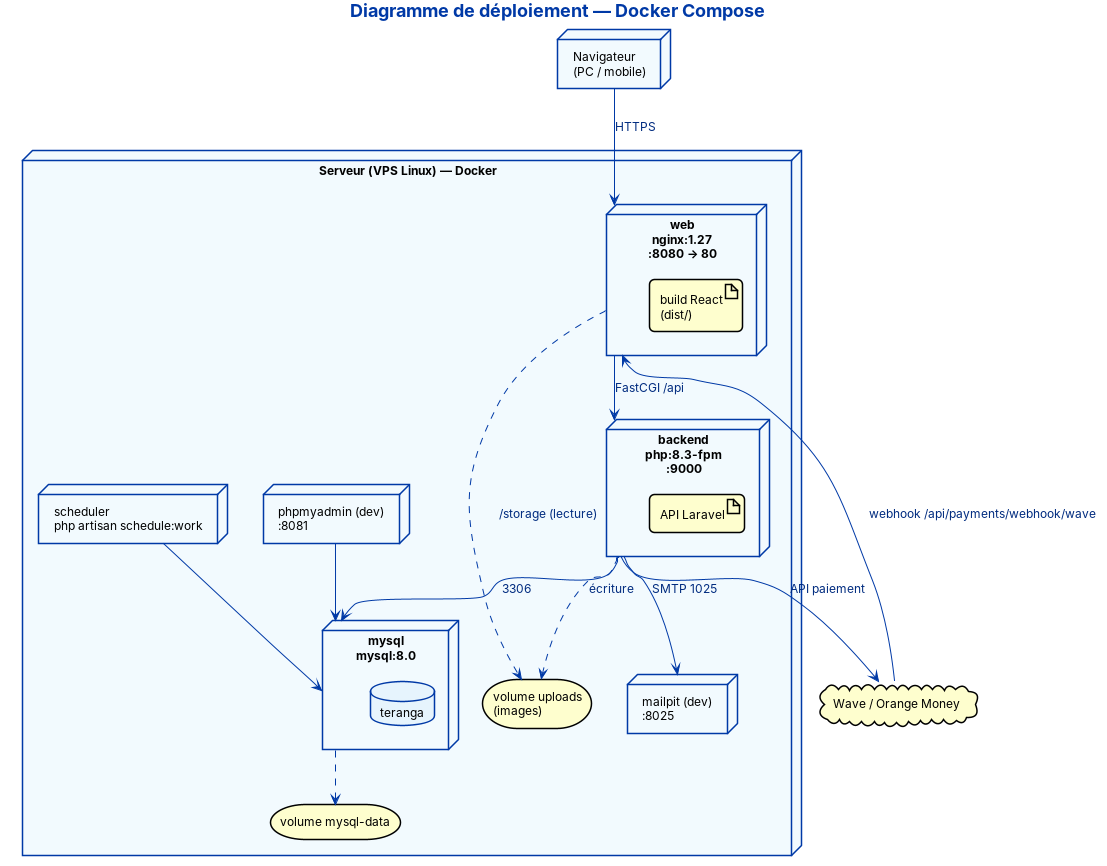 Diagramme de déploiement — Docker Compose
Navigateur
(PC / mobile)
HTTPS
Serveur (VPS Linux) — Docker
web
nginx:1.27
:8080 → 80
build React
(dist/)
FastCGI /api
backend
php:8.3-fpm
:9000
API Laravel
scheduler
php artisan schedule:work
phpmyadmin (dev)
:8081
/storage (lecture)
webhook /api/payments/webhook/wave
3306
écriture
SMTP 1025
API paiement
mysql
mysql:8.0
teranga
volume uploads
(images)
mailpit (dev)
:8025
Wave / Orange Money
volume mysql-data